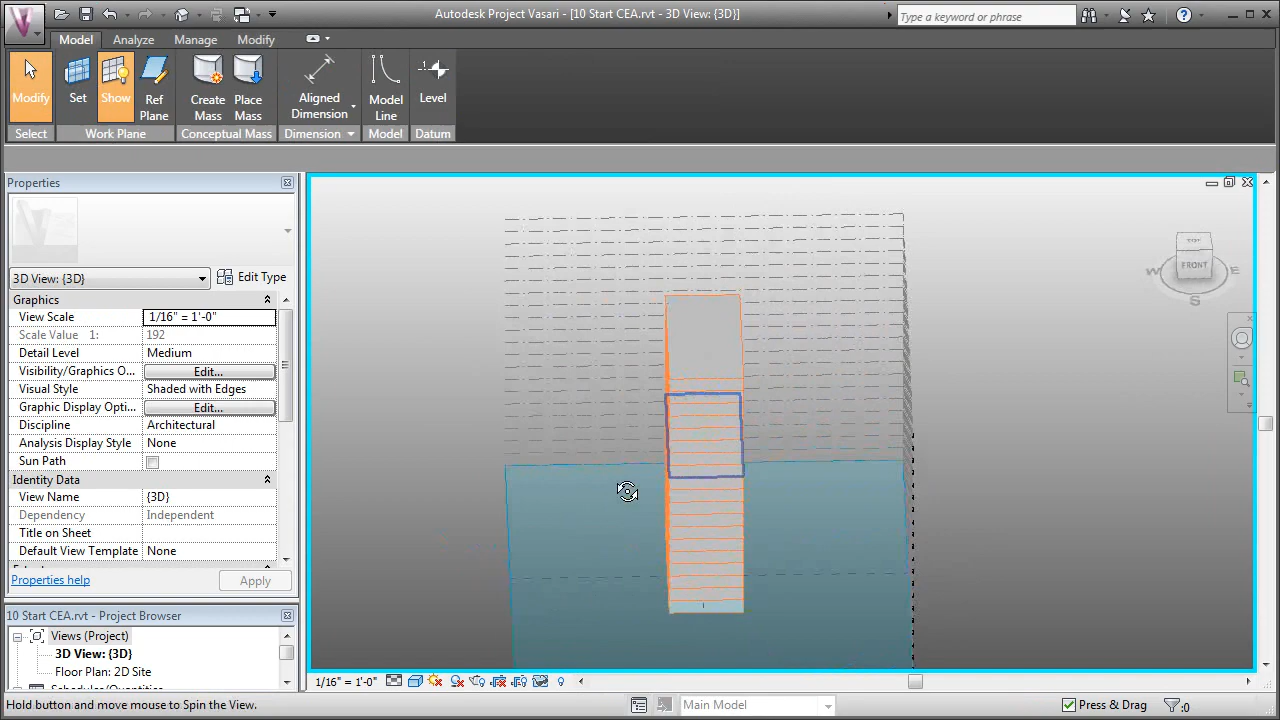 Autodesk Project Vasari - [10 Start CEA.rvt - 3D View: {3D}]
Type a keyword or phrase
Model Analyze Manage Modify
Modify Set Show Ref Plane Create Mass Place Mass Aligned Dimension Model Line Level
Select Work Plane Conceptual Mass Dimension Model Datum
Properties
3D View: {3D} Edit Type
Graphics
View Scale 1/16" = 1'-0"
Scale Value 1: 192
Detail Level Medium
Visibility/Graphics O... Edit...
Visual Style Shaded with Edges
Graphic Display Opti... Edit...
Discipline Architectural
Analysis Display Style None
Sun Path
Identity Data
View Name {3D}
Dependency Independent
Title on Sheet
Default View Template None
Properties help Apply
10 Start CEA.rvt - Project Browser
Views (Project)
3D View: {3D}
Floor Plan: 2D Site
TOP
FRONT
W E
S
1/16" = 1'-0"
Hold button and move mouse to Spin the View.
Main Model
Press & Drag
:0